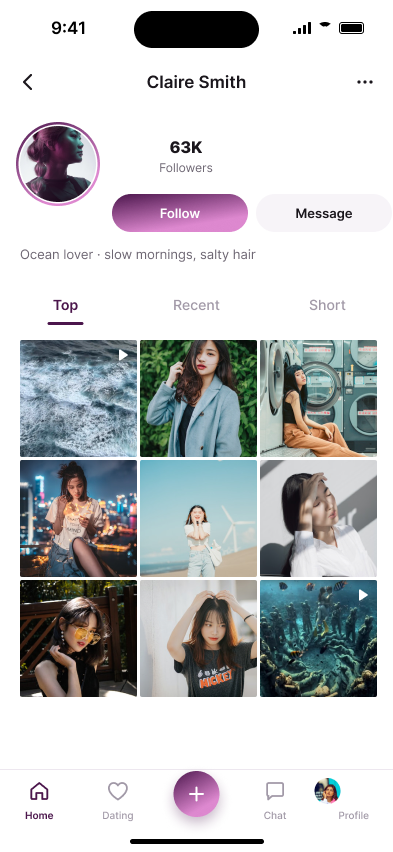 9:41
Claire Smith
63K
Followers
Follow
Message
Ocean lover · slow mornings, salty hair
Top
Recent
Short
Home
Dating
Chat
Profile